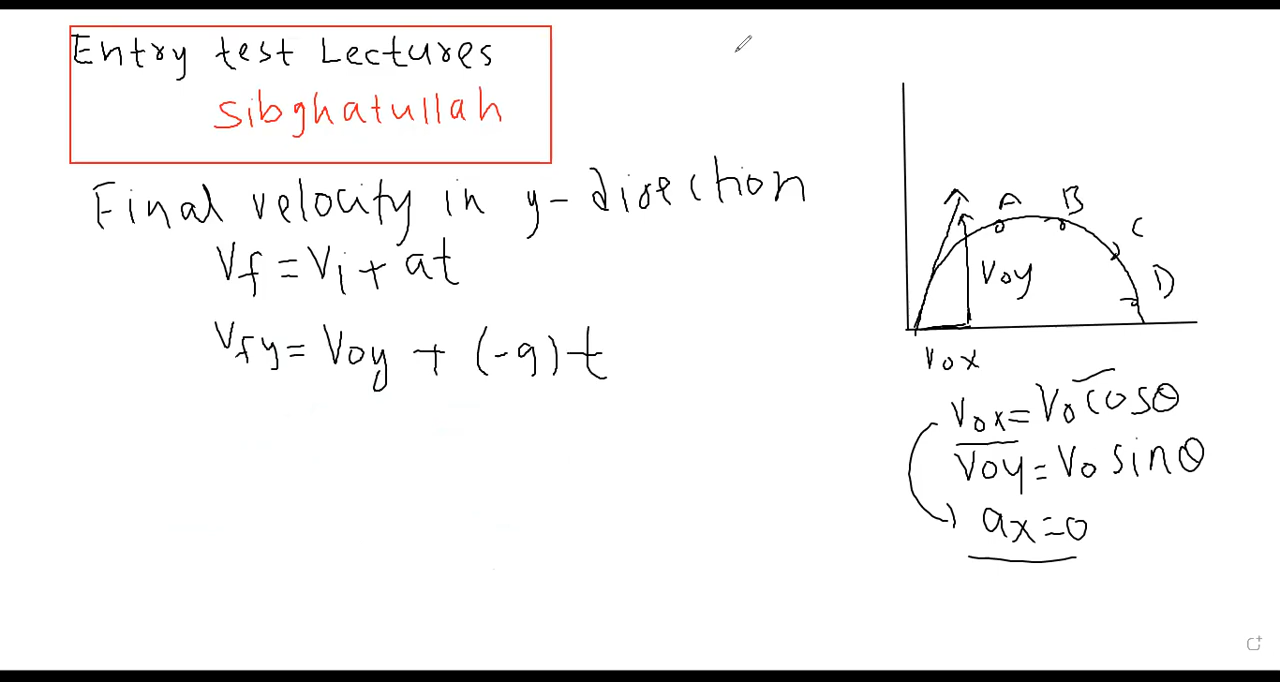 Entry test Lectures
Sibghatullah
Final velocity in y-direction
Vf = Vi + at
Vfy = Voy + (-g)t
A
B
C
D
Voy
Vox
Vox = Vo cosθ
Voy = Vo sinθ
ax = 0